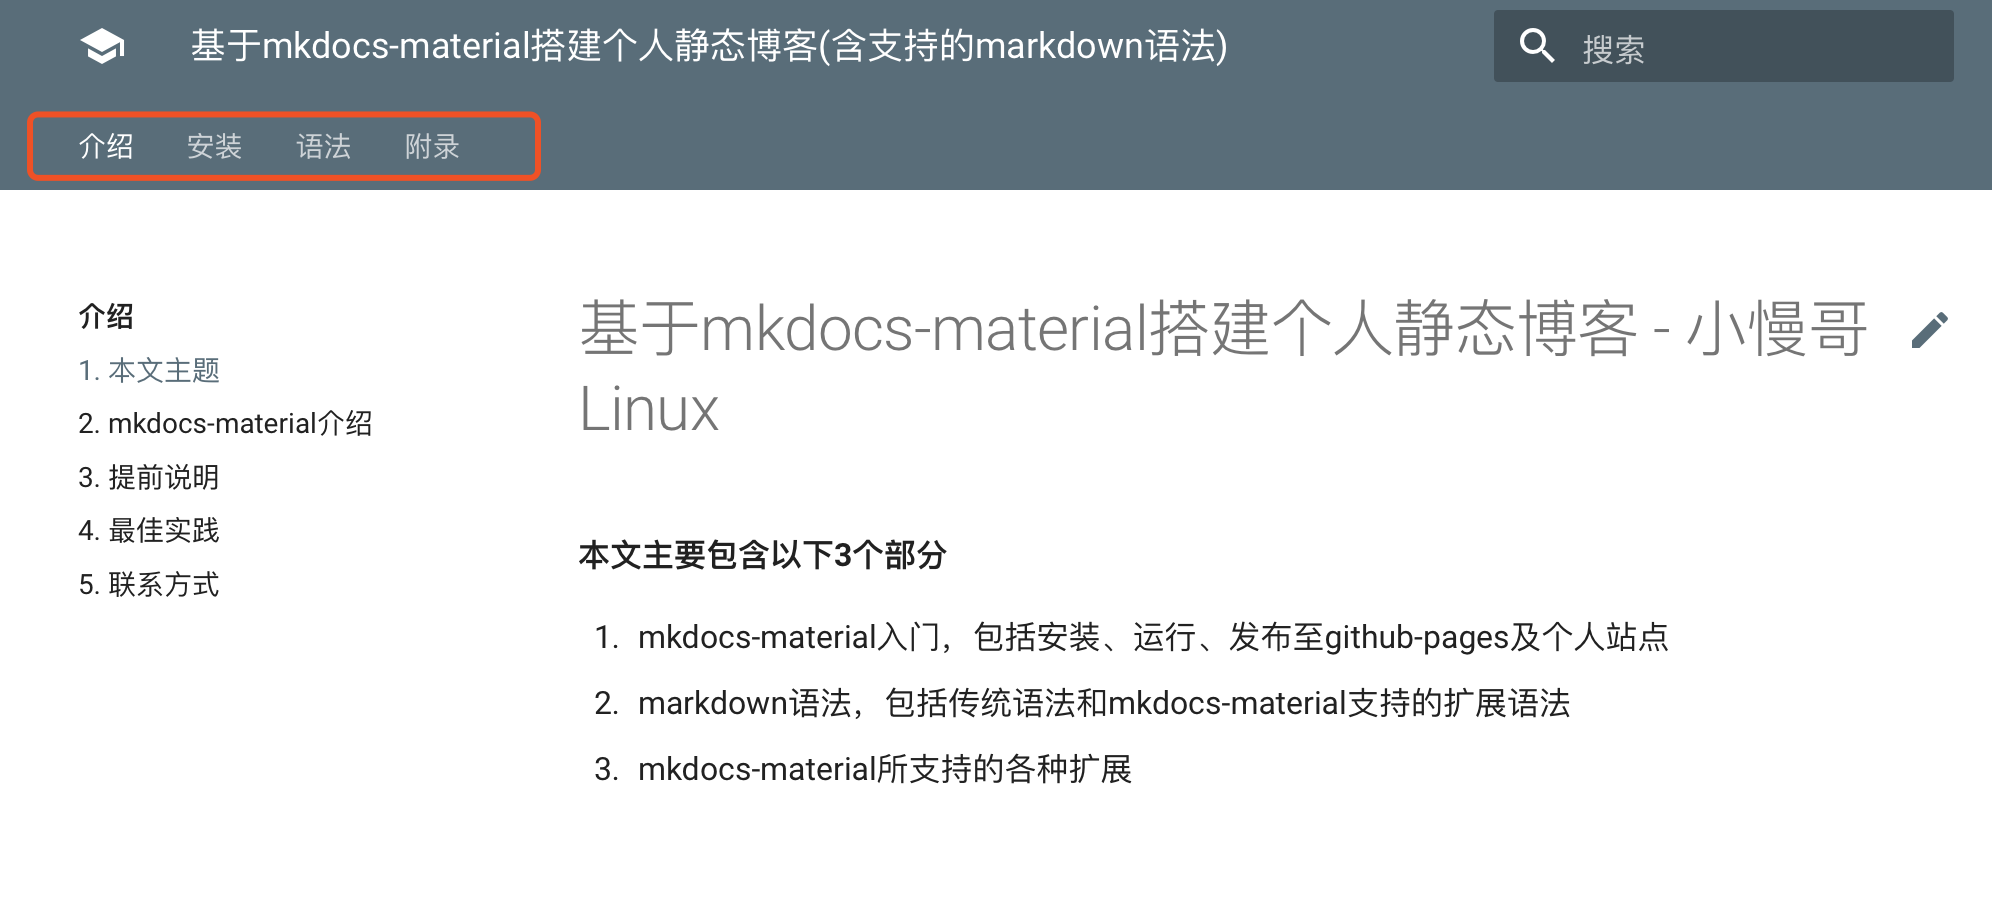 基于mkdocs-material搭建个人静态博客(含支持的markdown语法)
搜索
介绍 安装 语法 附录
介绍
1. 本文主题
2. mkdocs-material介绍
3. 提前说明
4. 最佳实践
5. 联系方式
基于mkdocs-material搭建个人静态博客 - 小慢哥
Linux
本文主要包含以下3个部分
1. mkdocs-material入门，包括安装、运行、发布至github-pages及个人站点
2. markdown语法，包括传统语法和mkdocs-material支持的扩展语法
3. mkdocs-material所支持的各种扩展